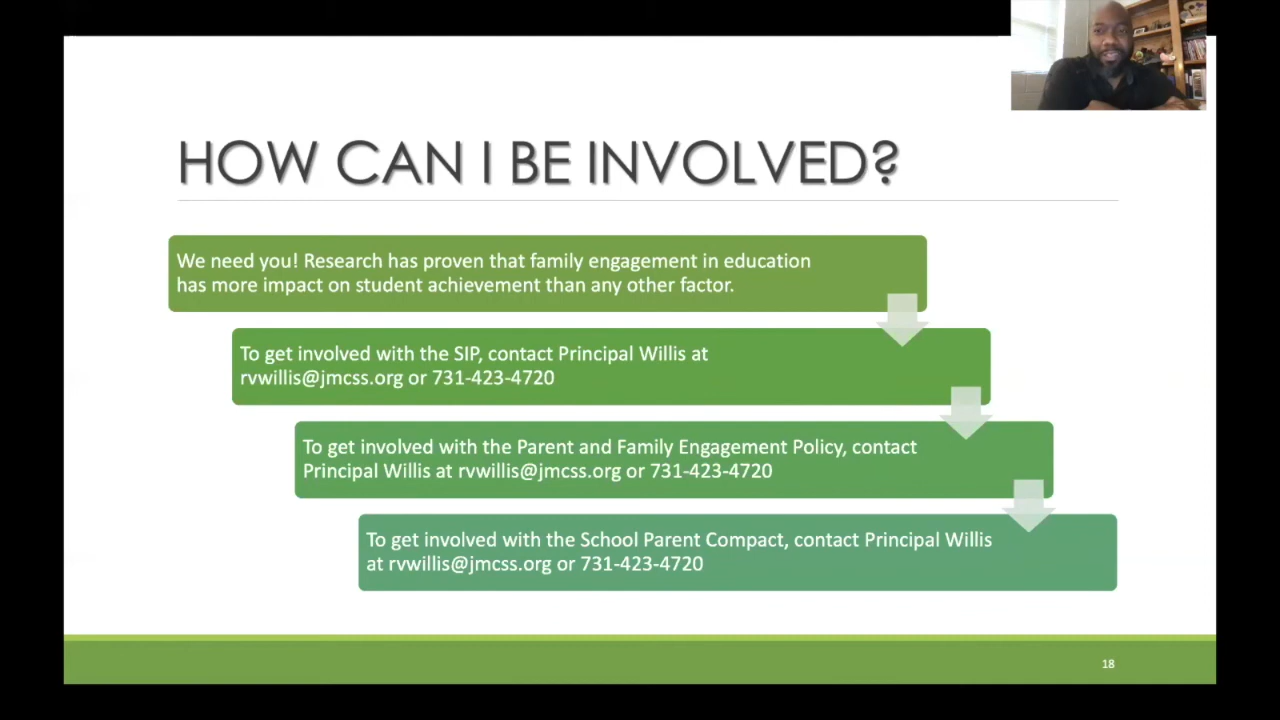 HOW CAN I BE INVOLVED?
We need you! Research has proven that family engagement in education
has more impact on student achievement than any other factor.
To get involved with the SIP, contact Principal Willis at
rvwillis@jmcss.org or 731-423-4720
To get involved with the Parent and Family Engagement Policy, contact
Principal Willis at rvwillis@jmcss.org or 731-423-4720
To get involved with the School Parent Compact, contact Principal Willis
at rvwillis@jmcss.org or 731-423-4720
18